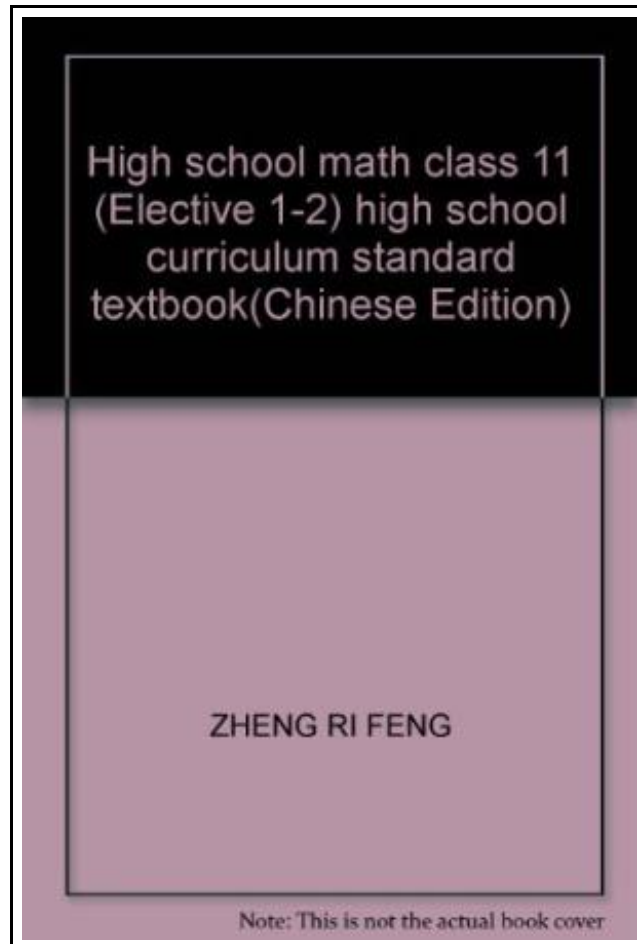 High school math class 11
(Elective 1-2) high school
curriculum standard
textbook(Chinese Edition)
ZHENG RI FENG
Note: This is not the actual book cover